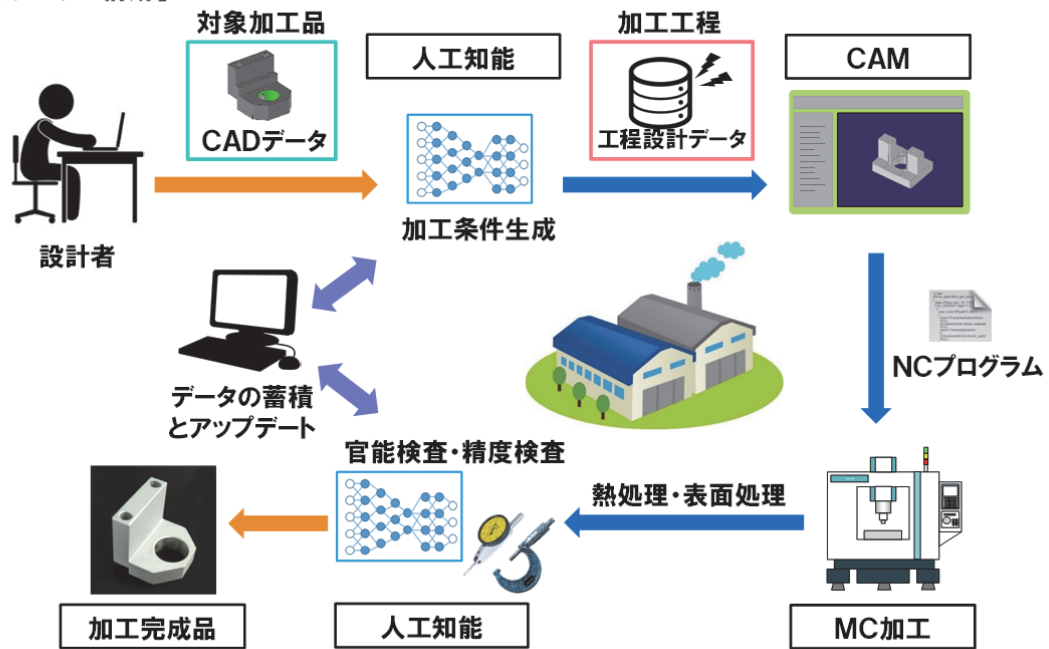 対象加工品
CADデータ
人工知能
加工条件生成
加工工程
工程設計データ
CAM
設計者
NCプログラム
データの蓄積
とアップデート
官能検査・精度検査
熱処理・表面処理
加工完成品
人工知能
MC加工